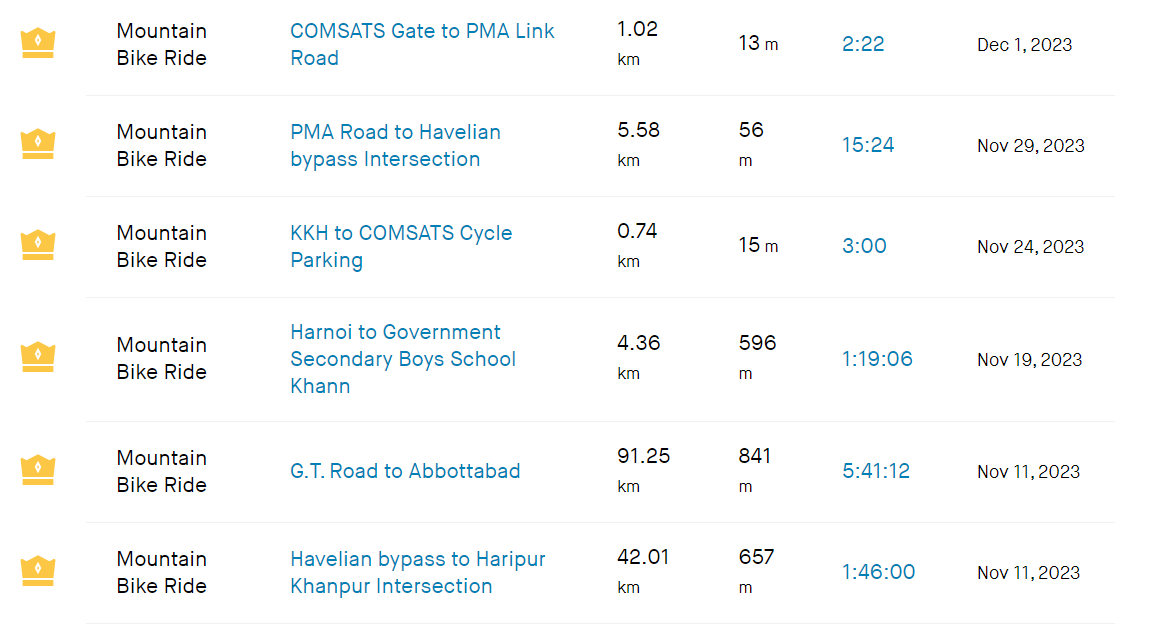 Mountain
Bike Ride
COMSATS Gate to PMA Link
Road
1.02
km
13 m
2:22
Dec 1, 2023
Mountain
Bike Ride
PMA Road to Havelian
bypass Intersection
5.58
km
56
m
15:24
Nov 29, 2023
Mountain
Bike Ride
KKH to COMSATS Cycle
Parking
0.74
km
15 m
3:00
Nov 24, 2023
Mountain
Bike Ride
Harnoi to Government
Secondary Boys School
Khann
4.36
km
596
m
1:19:06
Nov 19, 2023
Mountain
Bike Ride
G.T. Road to Abbottabad
91.25
km
841
m
5:41:12
Nov 11, 2023
Mountain
Bike Ride
Havelian bypass to Haripur
Khanpur Intersection
42.01
km
657
m
1:46:00
Nov 11, 2023